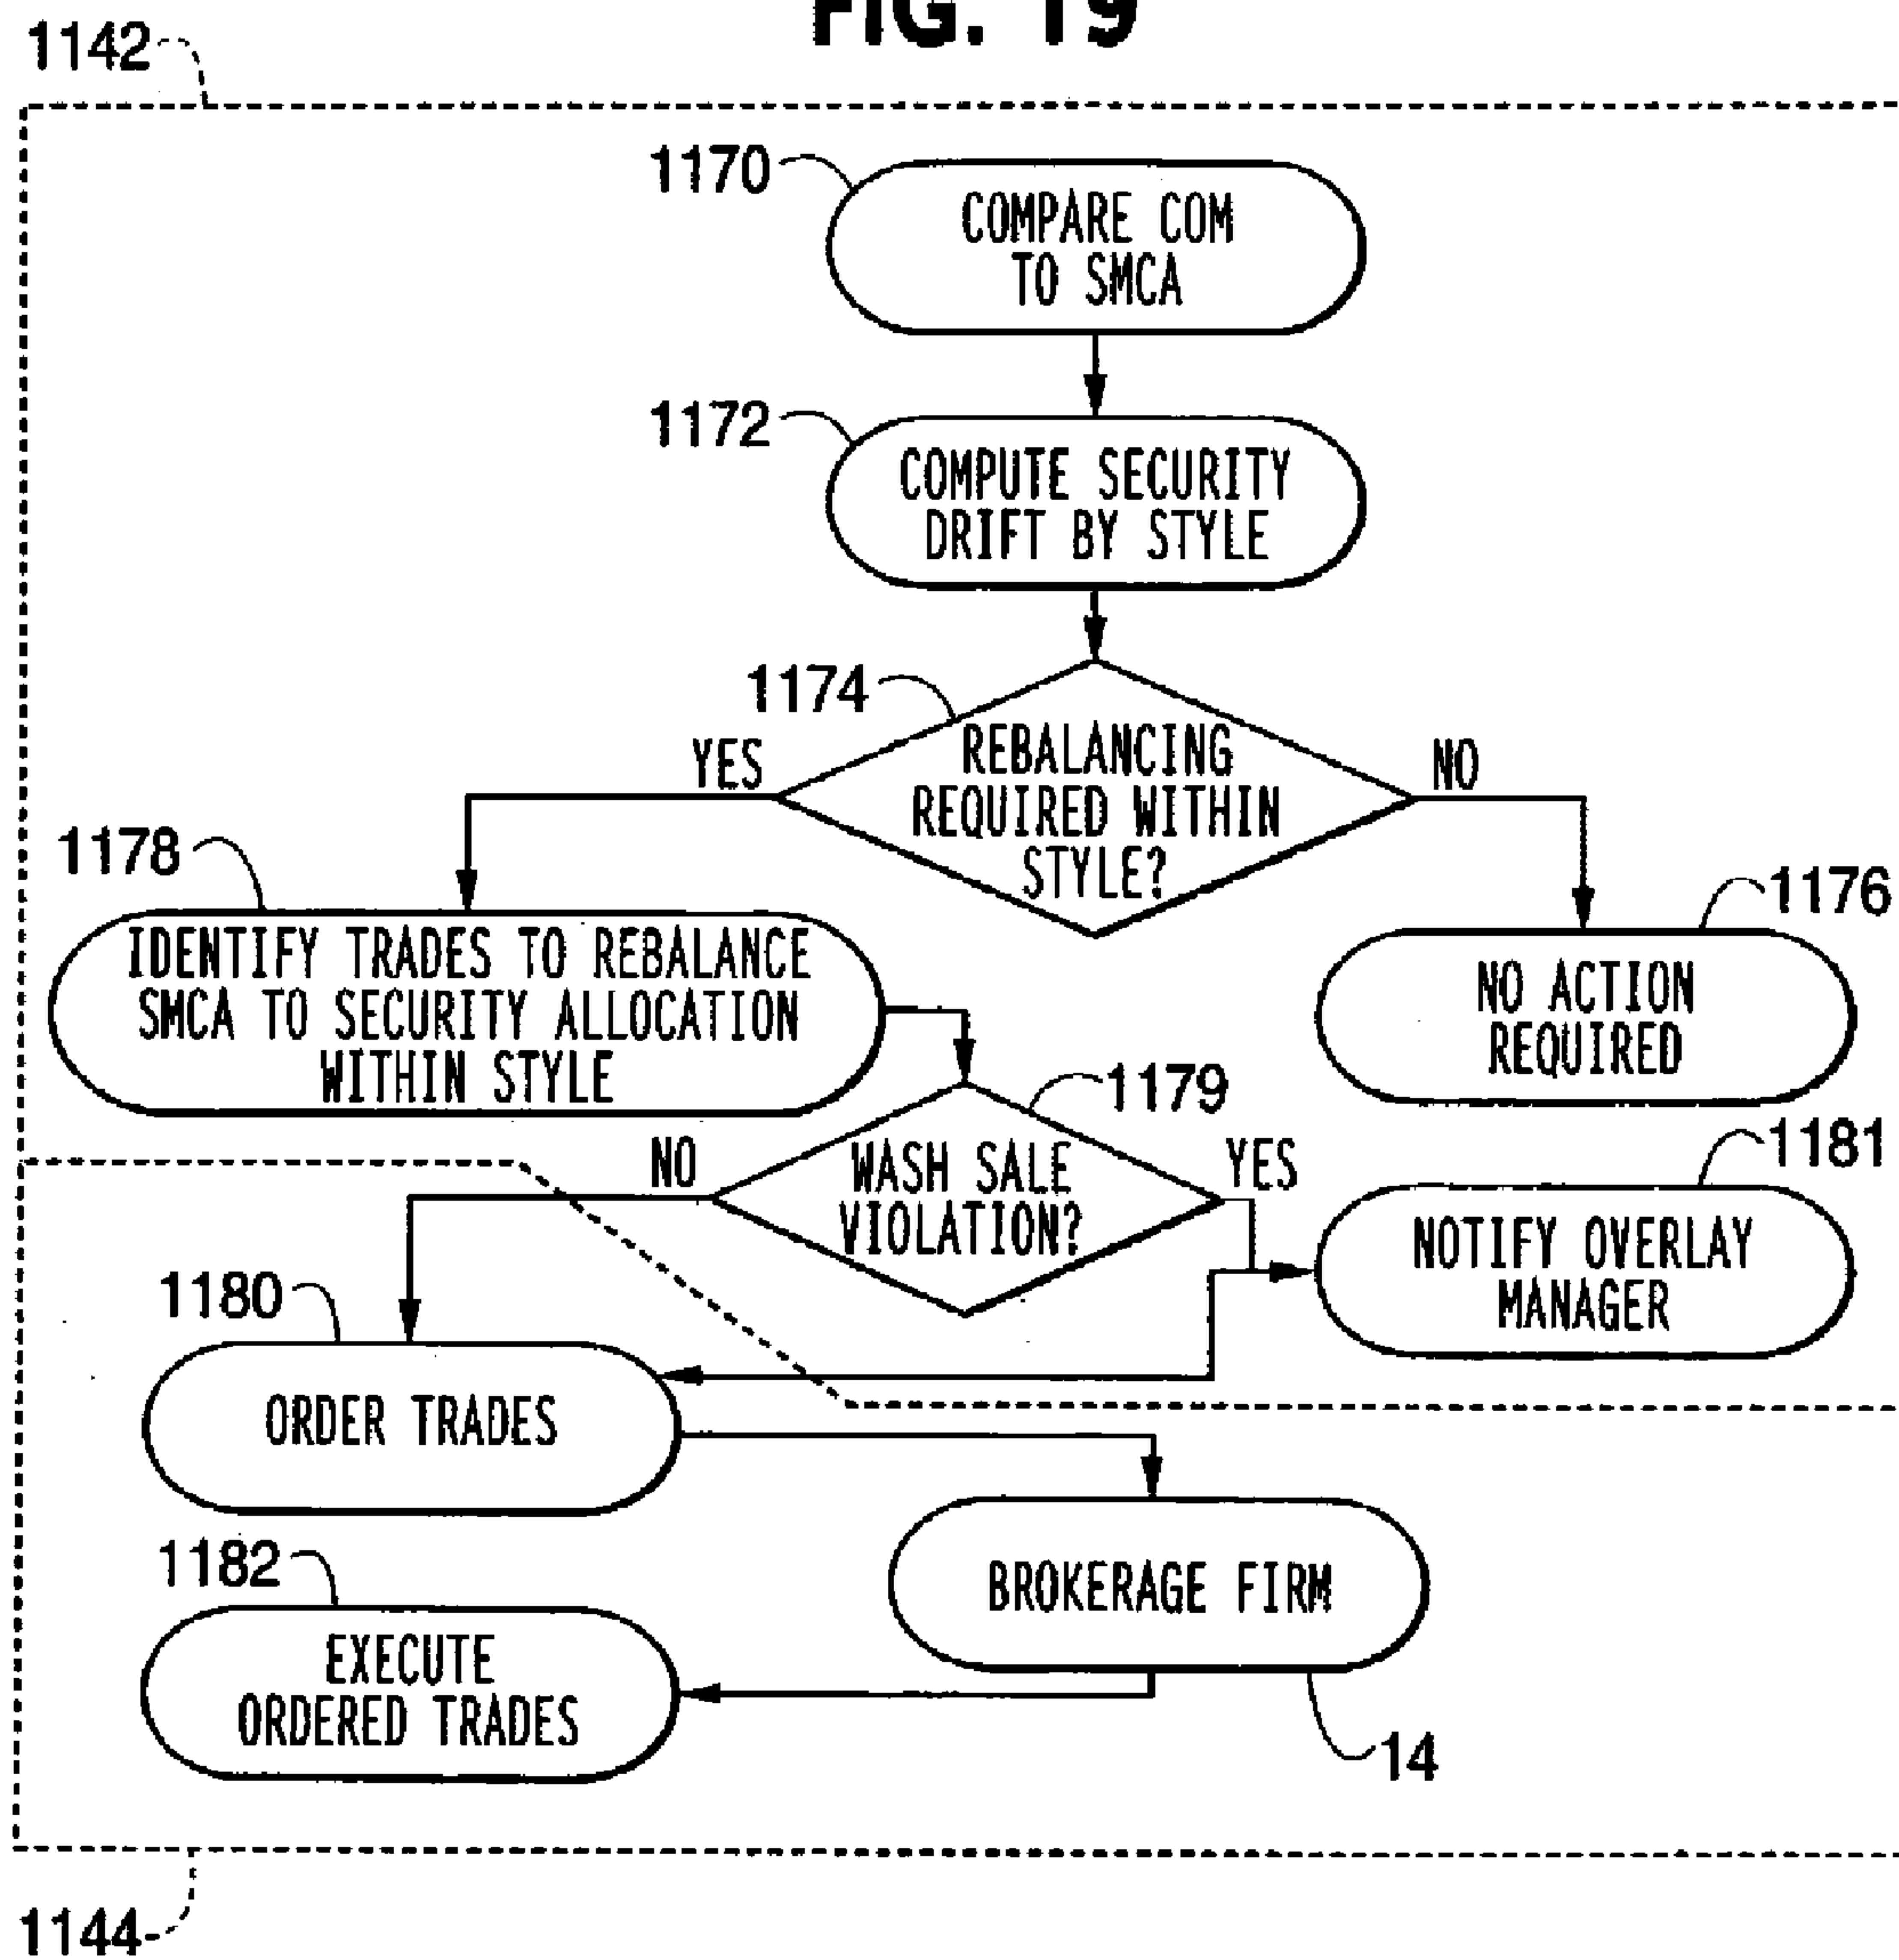 FIG. 19
1142
1170
COMPARE COM
TO SMCA
1172
COMPUTE SECURITY
DRIFT BY STYLE
1174
REBALANCING
REQUIRED WITHIN
STYLE?
YES
NO
1178
IDENTIFY TRADES TO REBALANCE
SMCA TO SECURITY ALLOCATION
WITHIN STYLE
1176
NO ACTION
REQUIRED
1179
WASH SALE
VIOLATION?
NO
YES
1181
NOTIFY OVERLAY
MANAGER
1180
ORDER TRADES
BROKERAGE FIRM
14
1182
EXECUTE
ORDERED TRADES
1144